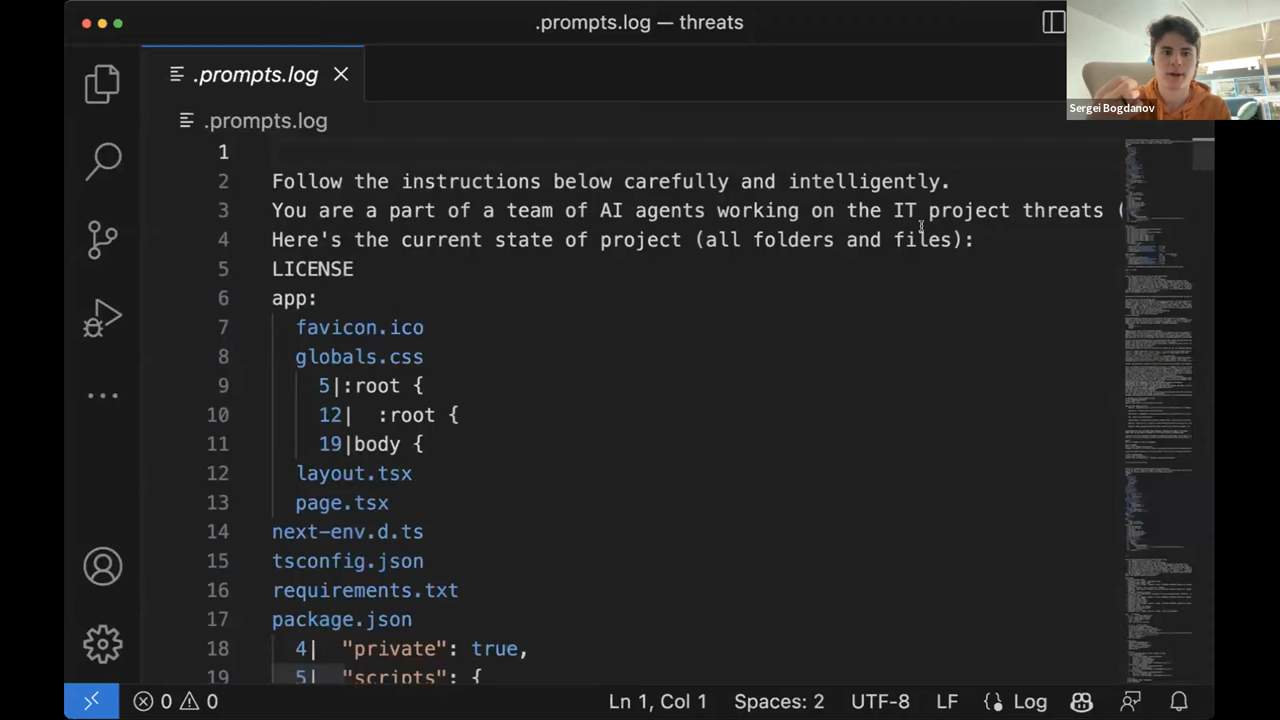 .prompts.log — threats
Sergei Bogdanov
.prompts.log
.prompts.log
1
2 Follow the instructions below carefully and intelligently.
3 You are a part of a team of AI agents working on the IT project threats (
4 Here's the current state of project (all folders and files):
5 LICENSE
6 app:
7 favicon.ico
8 globals.css
9 5|:root {
10 12|  :root {
11 19|body {
12 layout.tsx
13 page.tsx
14 next-env.d.ts
15 tsconfig.json
16 requirements.txt
17 package.json
18 4|  "private": true,
19 5|  "scripts": {
0 0 Ln 1, Col 1 Spaces: 2 UTF-8 LF Log